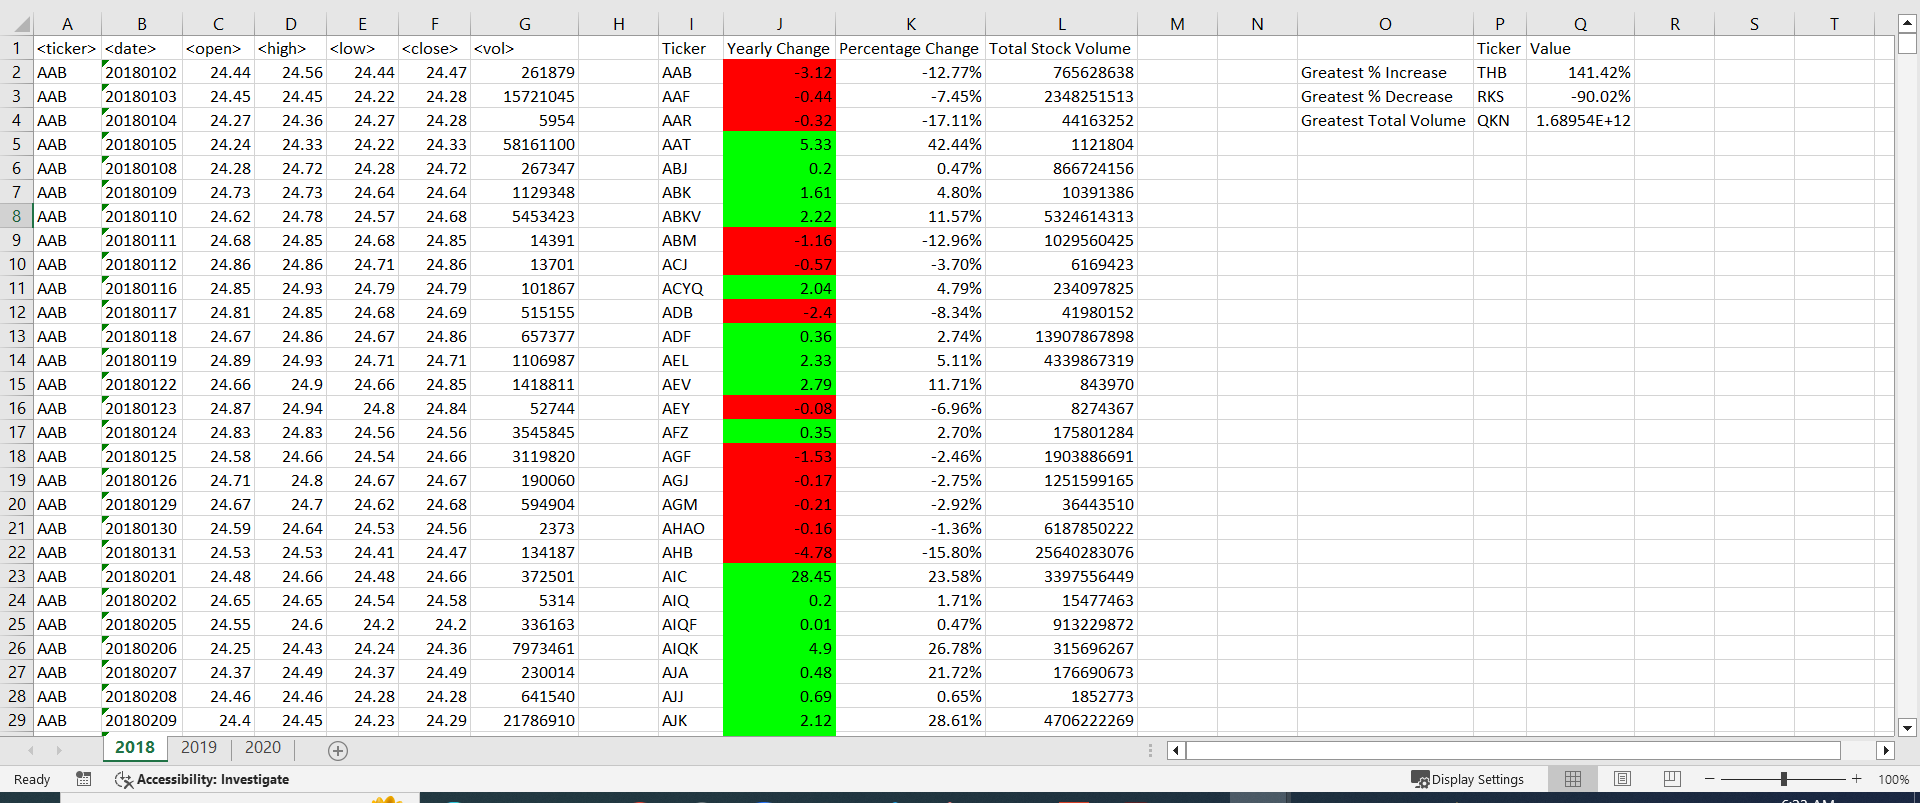 A B C D E F G H I J K L M N O P Q R S T
1 <ticker> <date> <open> <high> <low> <close> <vol> Ticker Yearly Change Percentage Change Total Stock Volume Ticker Value
2 AAB 20180102 24.44 24.56 24.44 24.47 261879 AAB -3.12 -12.77% 765628638 Greatest % Increase THB 141.42%
3 AAB 20180103 24.45 24.45 24.22 24.28 15721045 AAF -0.44 -7.45% 2348251513 Greatest % Decrease RKS -90.02%
4 AAB 20180104 24.27 24.36 24.27 24.28 5954 AAR -0.32 -17.11% 44163252 Greatest Total Volume QKN 1.68954E+12
5 AAB 20180105 24.24 24.33 24.22 24.33 58161100 AAT 5.33 42.44% 1121804
6 AAB 20180108 24.28 24.72 24.28 24.72 267347 ABJ 0.2 0.47% 866724156
7 AAB 20180109 24.73 24.73 24.64 24.64 1129348 ABK 1.61 4.80% 10391386
8 AAB 20180110 24.62 24.78 24.57 24.68 5453423 ABKV 2.22 11.57% 5324614313
9 AAB 20180111 24.68 24.85 24.68 24.85 14391 ABM -1.16 -12.96% 1029560425
10 AAB 20180112 24.86 24.86 24.71 24.86 13701 ACJ -0.57 -3.70% 6169423
11 AAB 20180116 24.85 24.93 24.79 24.79 101867 ACYQ 2.04 4.79% 234097825
12 AAB 20180117 24.81 24.85 24.68 24.69 515155 ADB -2.4 -8.34% 41980152
13 AAB 20180118 24.67 24.86 24.67 24.86 657377 ADF 0.36 2.74% 13907867898
14 AAB 20180119 24.89 24.93 24.71 24.71 1106987 AEL 2.33 5.11% 4339867319
15 AAB 20180122 24.66 24.9 24.66 24.85 1418811 AEV 2.79 11.71% 843970
16 AAB 20180123 24.87 24.94 24.8 24.84 52744 AEY -0.08 -6.96% 8274367
17 AAB 20180124 24.83 24.83 24.56 24.56 3545845 AFZ 0.35 2.70% 175801284
18 AAB 20180125 24.58 24.66 24.54 24.66 3119820 AGF -1.53 -2.46% 1903886691
19 AAB 20180126 24.71 24.8 24.67 24.67 190060 AGJ -0.17 -2.75% 1251599165
20 AAB 20180129 24.67 24.7 24.62 24.68 594904 AGM -0.21 -2.92% 36443510
21 AAB 20180130 24.59 24.64 24.53 24.56 2373 AHAO -0.16 -1.36% 6187850222
22 AAB 20180131 24.53 24.53 24.41 24.47 134187 AHB -4.78 -15.80% 25640283076
23 AAB 20180201 24.48 24.66 24.48 24.66 372501 AIC 28.45 23.58% 3397556449
24 AAB 20180202 24.65 24.65 24.54 24.58 5314 AIQ 0.2 1.71% 15477463
25 AAB 20180205 24.55 24.6 24.2 24.2 336163 AIQF 0.01 0.47% 913229872
26 AAB 20180206 24.25 24.43 24.24 24.36 7973461 AIQK 4.9 26.78% 315696267
27 AAB 20180207 24.37 24.49 24.37 24.49 230014 AJA 0.48 21.72% 176690673
28 AAB 20180208 24.46 24.46 24.28 24.28 641540 AJJ 0.69 0.65% 1852773
29 AAB 20180209 24.4 24.45 24.23 24.29 21786910 AJK 2.12 28.61% 4706222269
2018 2019 2020
Ready Accessibility: Investigate Display Settings 100%